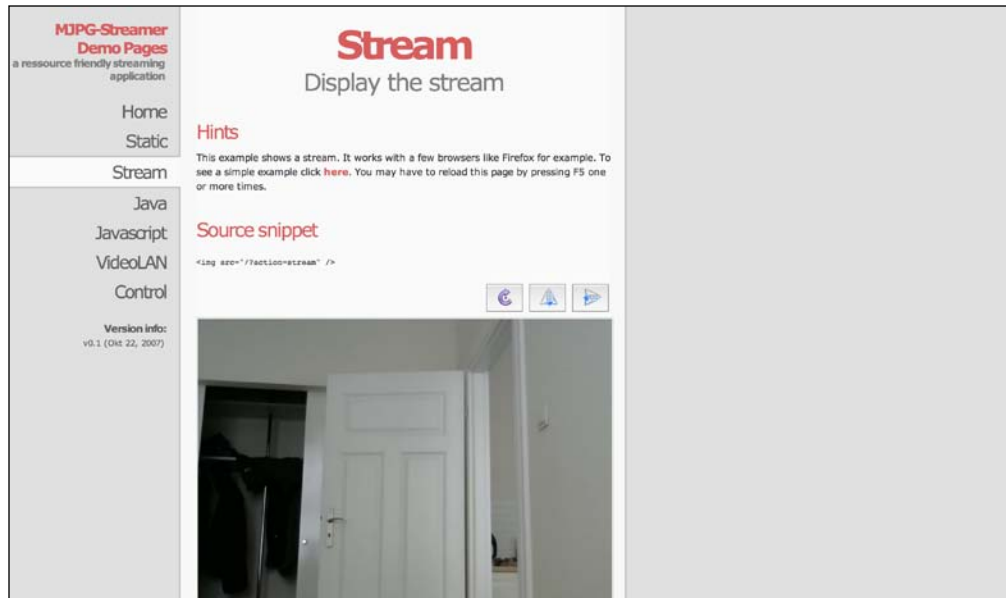 MJPG-Streamer
Demo Pages
a ressource friendly streaming
application
Home
Static
Stream
Java
Javascript
VideoLAN
Control
Version info:
v0.1 (Okt 22, 2007)
Stream
Display the stream
Hints
This example shows a stream. It works with a few browsers like Firefox for example. To
see a simple example click here. You may have to reload this page by pressing F5 one
or more times.
Source snippet
<img src="/?action=stream" />